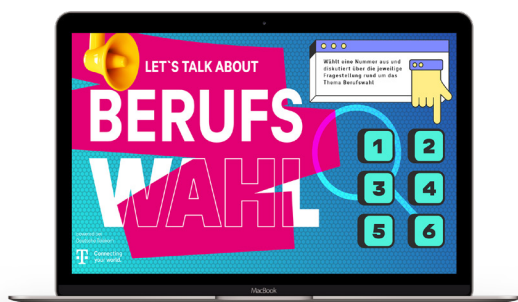 LET`S TALK ABOUT
BERUFS
WAHL
Wählt eine Nummer aus und
diskutiert über die jeweilige
Fragestellung rund um das
Thema Berufswahl
1
2
3
4
5
6
T
Connecting
your world.
MacBook